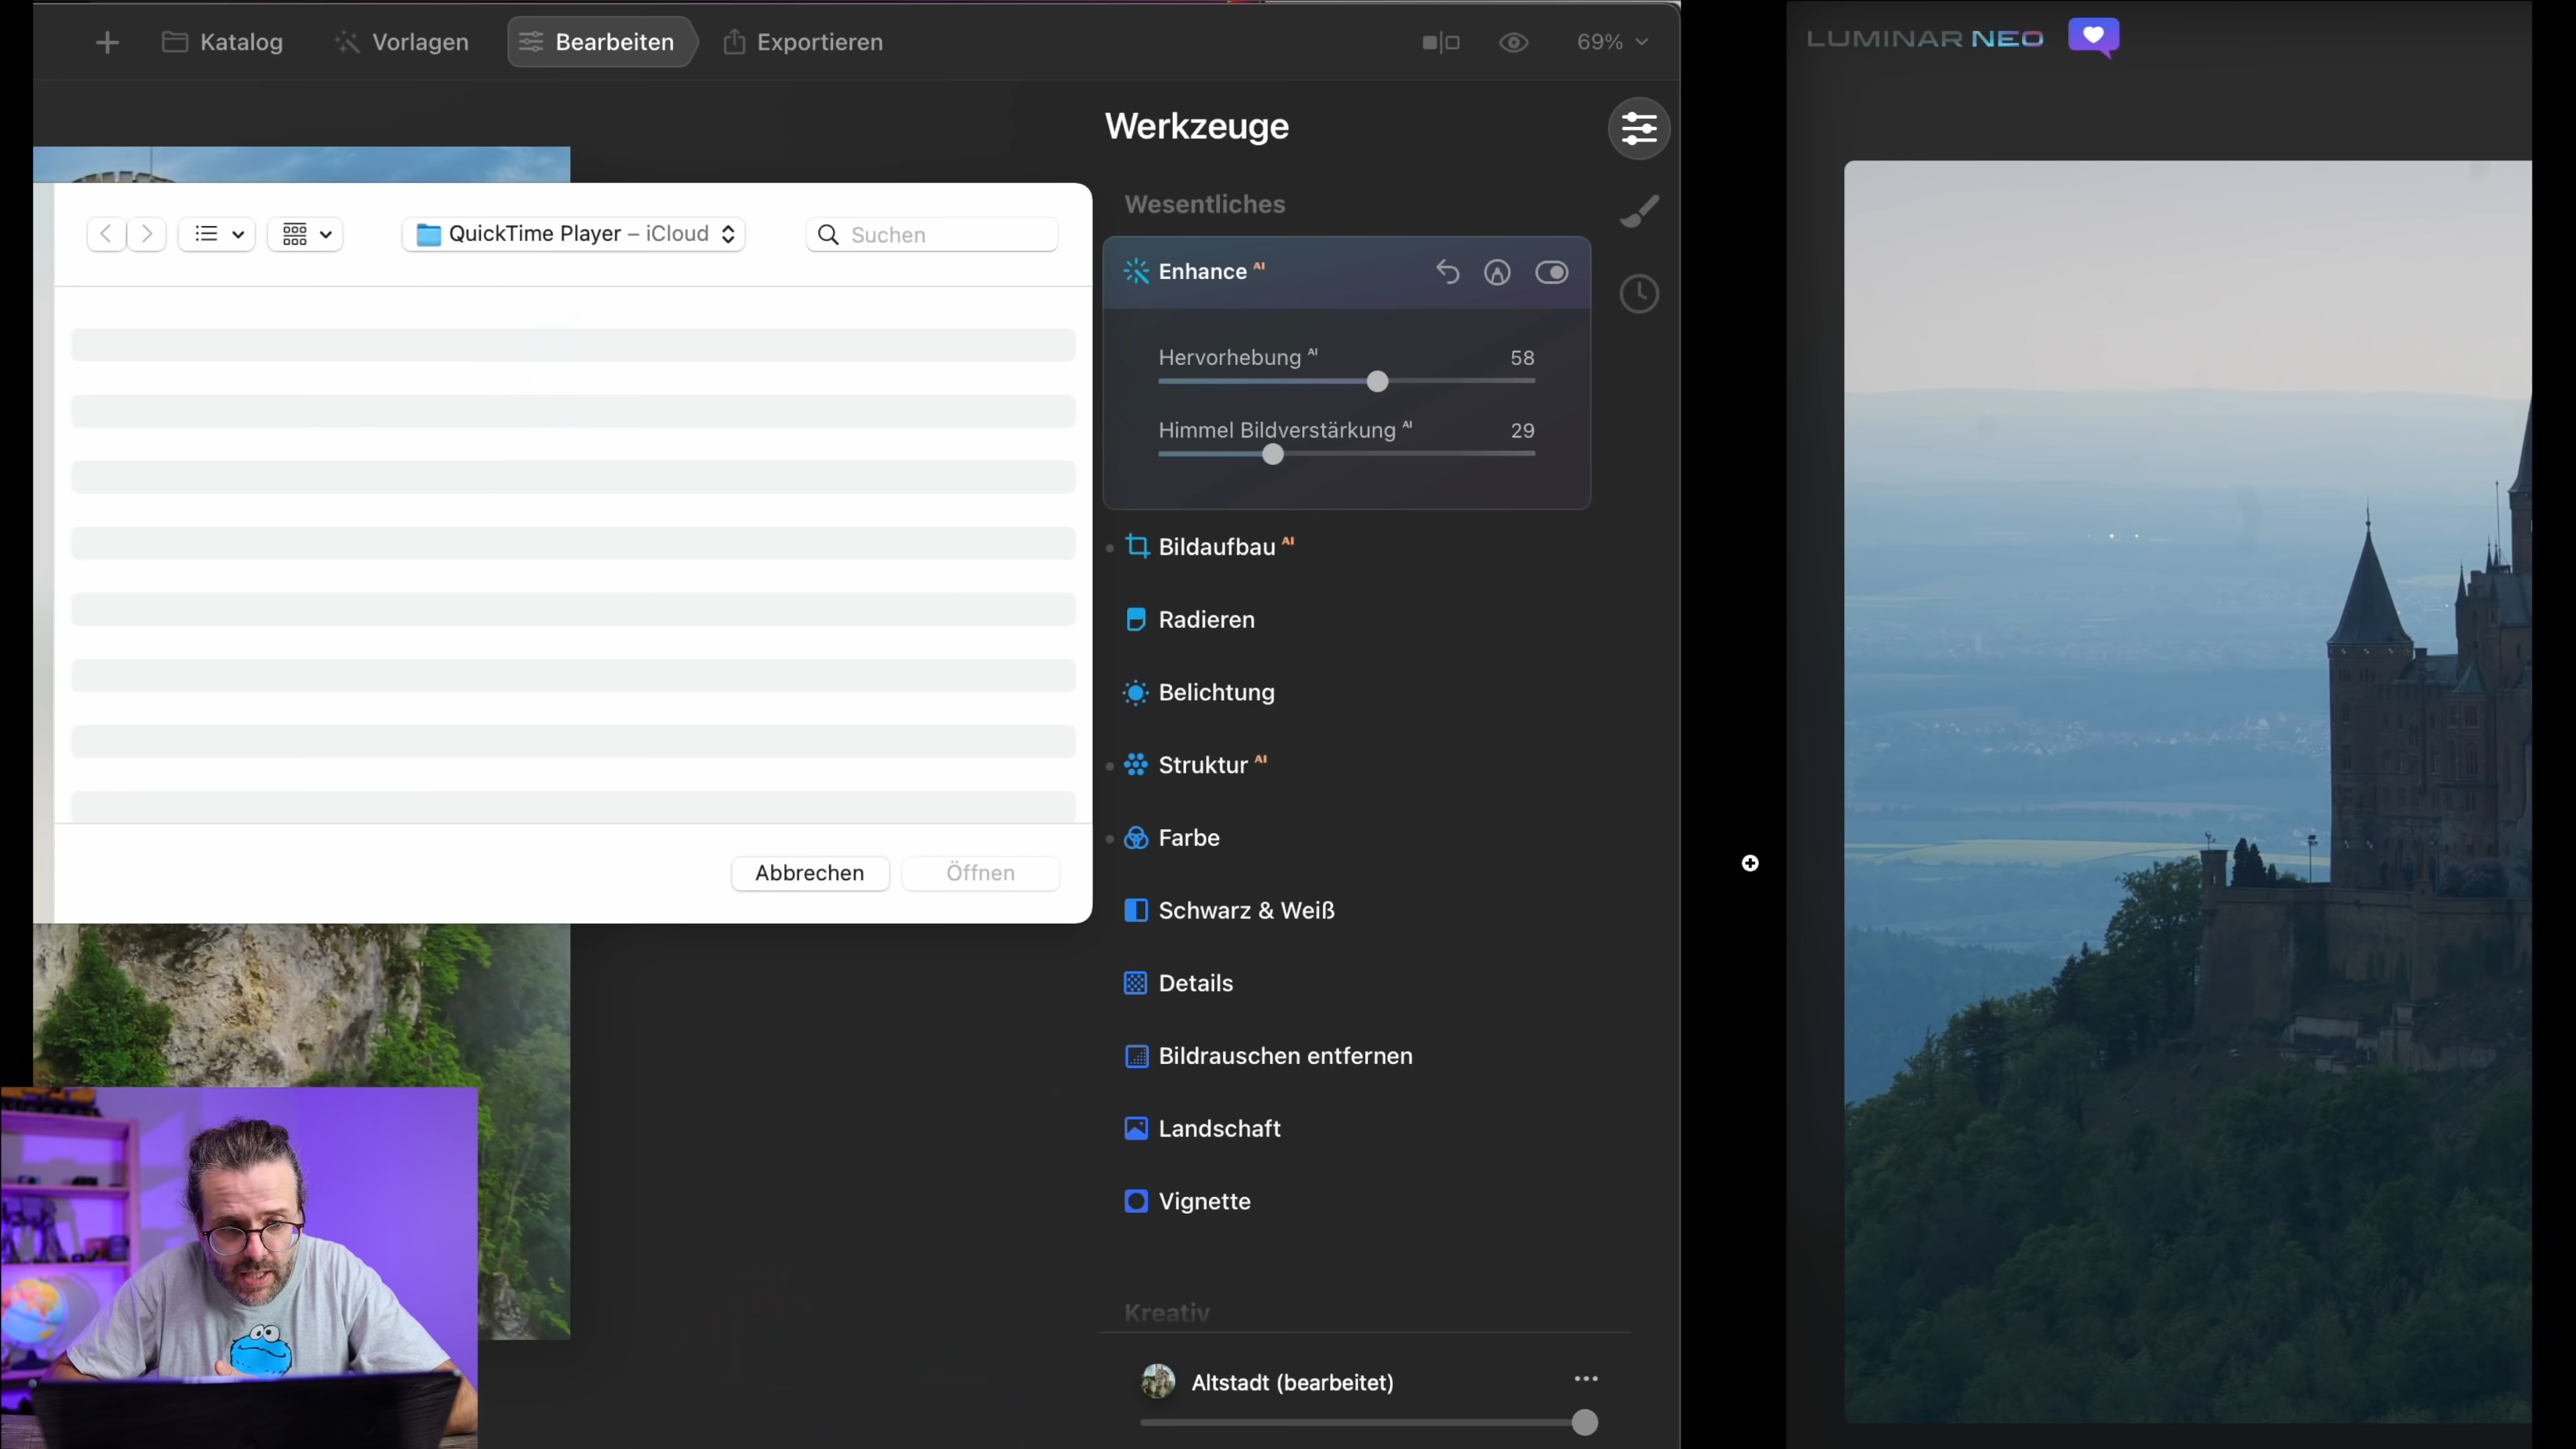 Katalog
Vorlagen
Bearbeiten
Exportieren
69%
LUMINAR NEO
Werkzeuge
Wesentliches
QuickTime Player – iCloud
Suchen
Enhance AI
Hervorhebung AI 58
Himmel Bildverstärkung AI 29
Bildaufbau AI
Radieren
Belichtung
Struktur AI
Farbe
Abbrechen
Öffnen
Schwarz & Weiß
Details
Bildrauschen entfernen
Landschaft
Vignette
Kreativ
Altstadt (bearbeitet)